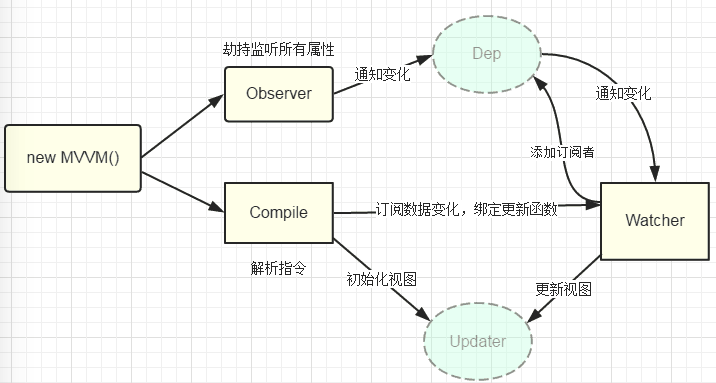 劫持监听所有属性
Dep
Observer
通知变化
通知变化
new MVVM()
添加订阅者
Compile
订阅数据变化，绑定更新函数
Watcher
解析指令
初始化视图
更新视图
Updater